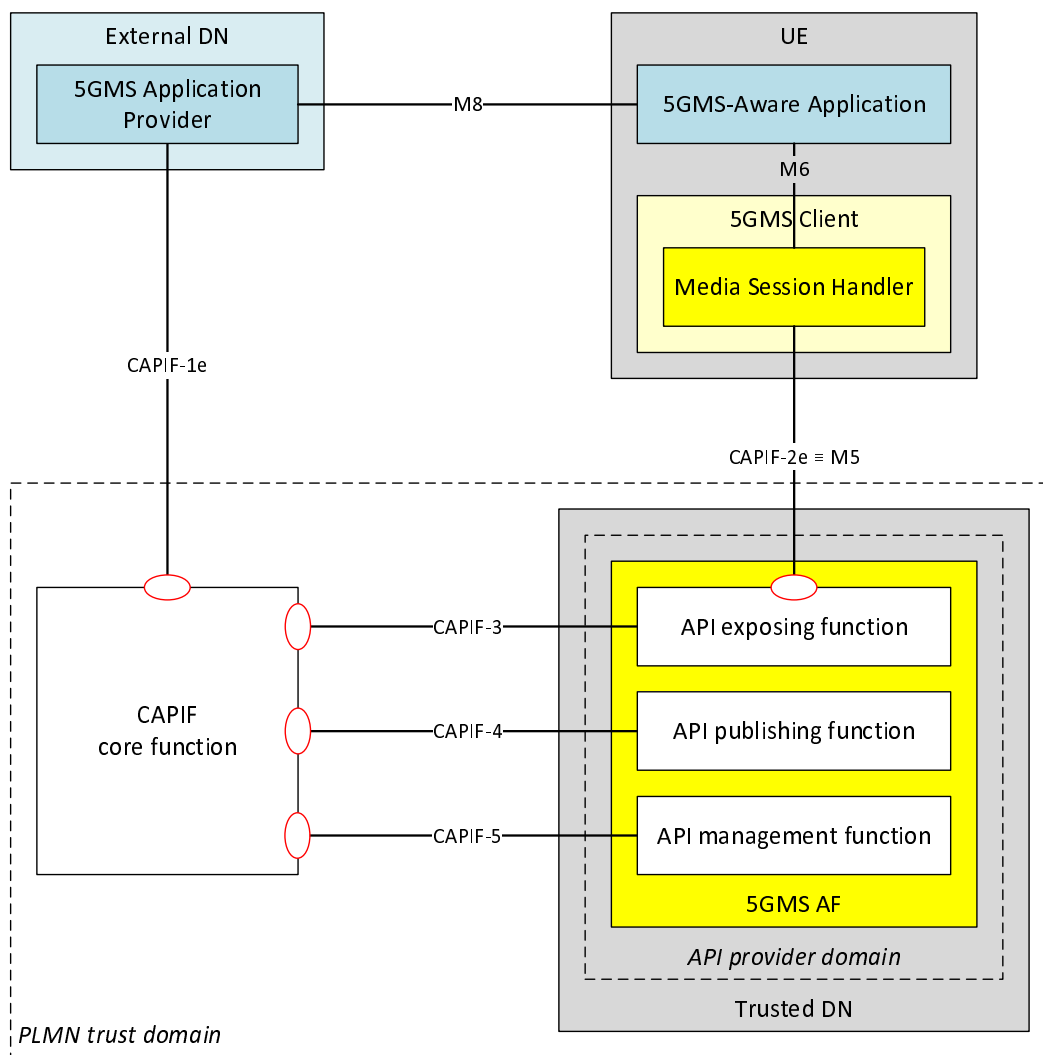 External DN
UE
5GMS Application
Provider
M8
5GMS-Aware Application
M6
5GMS Client
Media Session Handler
CAPIF-1e
CAPIF-2e ≡ M5
CAPIF-3
API exposing function
CAPIF
core function
CAPIF-4
API publishing function
CAPIF-5
API management function
5GMS AF
API provider domain
Trusted DN
PLMN trust domain